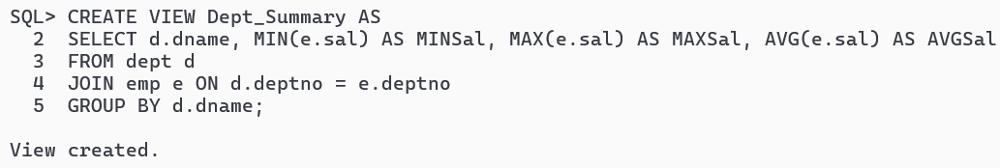 SQL> CREATE VIEW Dept_Summary AS
  2  SELECT d.dname, MIN(e.sal) AS MINSal, MAX(e.sal) AS MAXSal, AVG(e.sal) AS AVGSal
  3  FROM dept d
  4  JOIN emp e ON d.deptno = e.deptno
  5  GROUP BY d.dname;

View created.